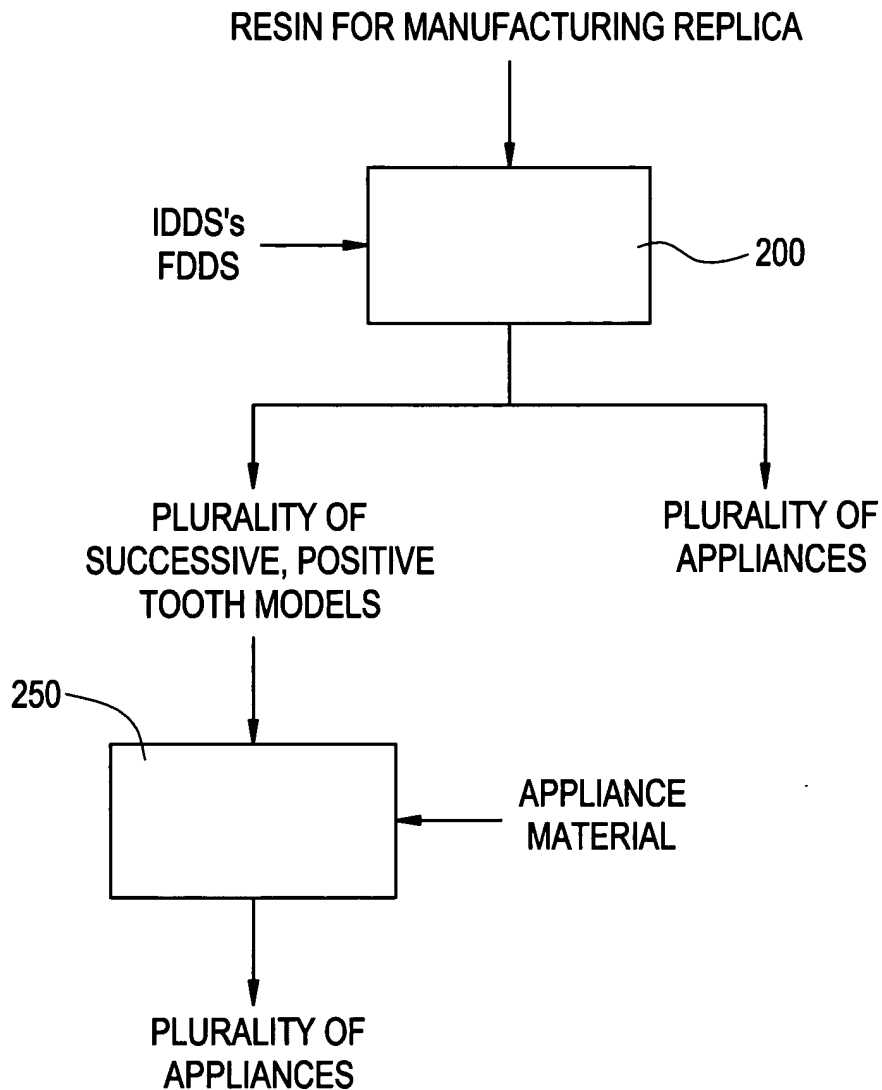 RESIN FOR MANUFACTURING REPLICA
IDDS's
FDDS
200
PLURALITY OF
SUCCESSIVE, POSITIVE
TOOTH MODELS
PLURALITY OF
APPLIANCES
250
APPLIANCE
MATERIAL
PLURALITY OF
APPLIANCES